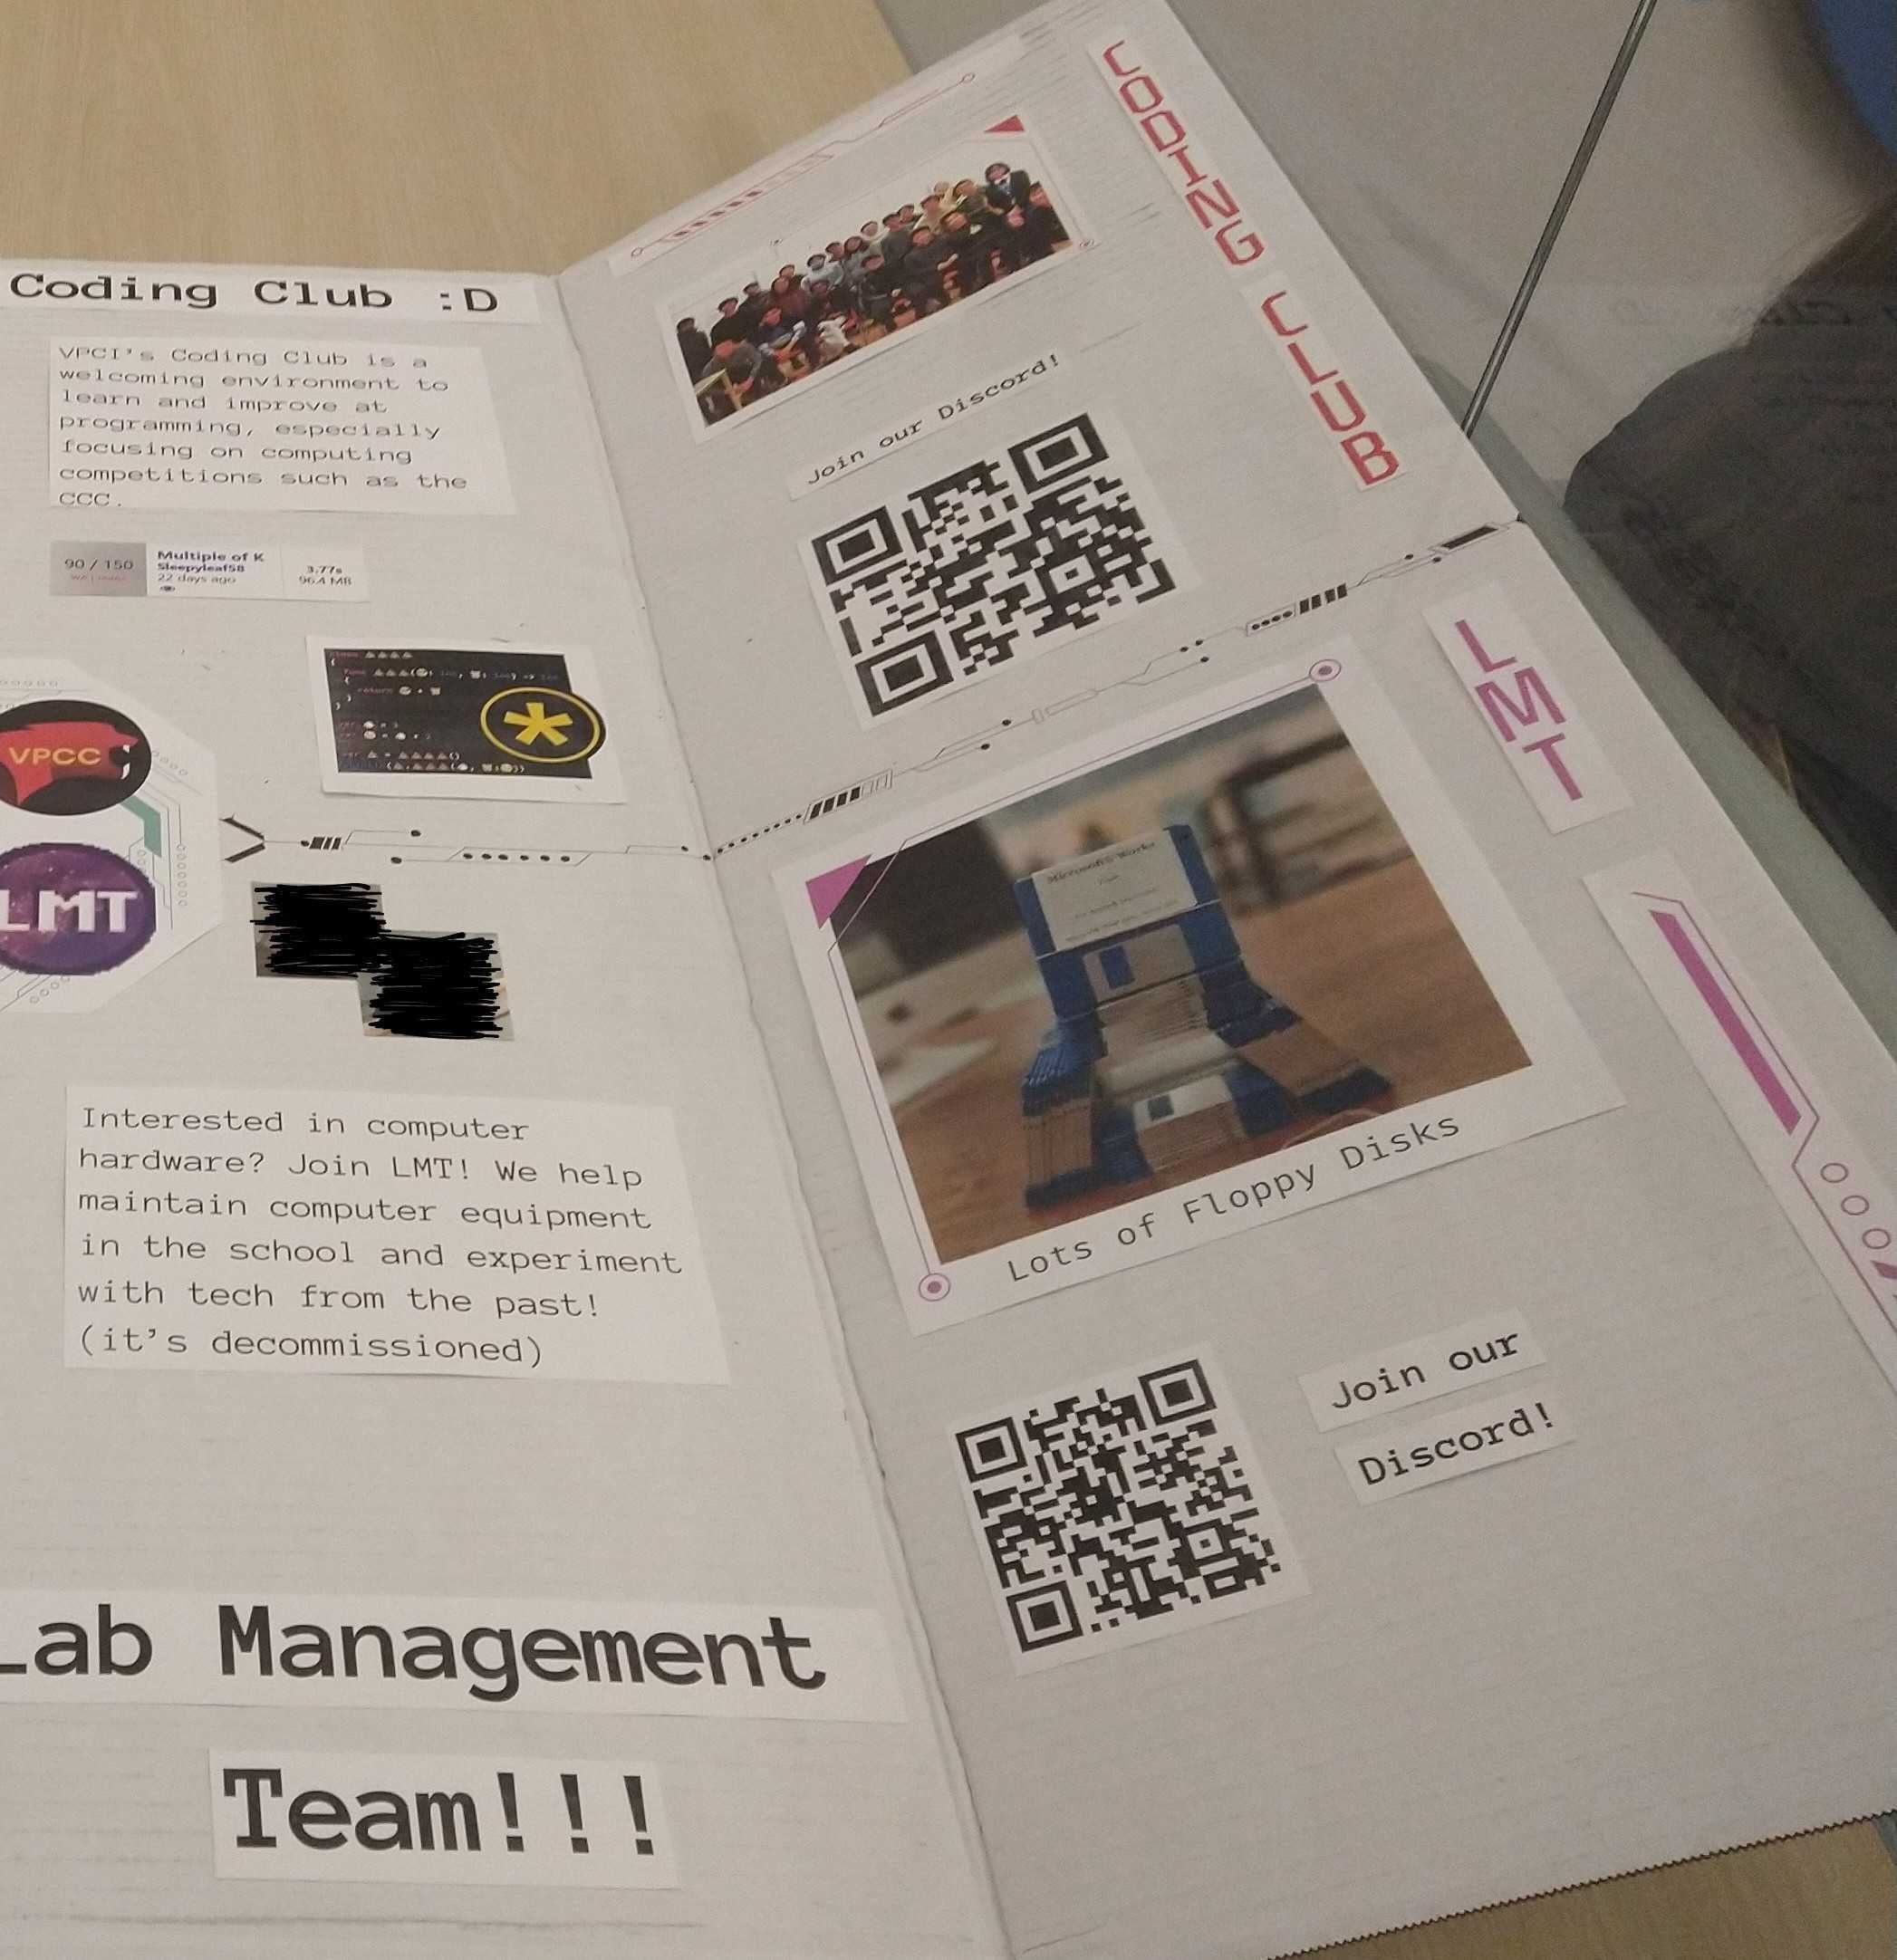 Coding Club :D
VPCI's Coding Club is a
welcoming environment to
learn and improve at
programming, especially
focusing on computing
competitions such as the
CCC.
90 / 150
Multiple of K
Sleepyleaf58
22 days ago
3.77s
96.4 MB
VPCC
LMT
Interested in computer
hardware? Join LMT! We help
maintain computer equipment
in the school and experiment
with tech from the past!
(it's decommissioned)
Lab Management
Team!!!
CODING CLUB
Join our Discord!
LMT
Microsoft Works
Lots of Floppy Disks
Join our
Discord!